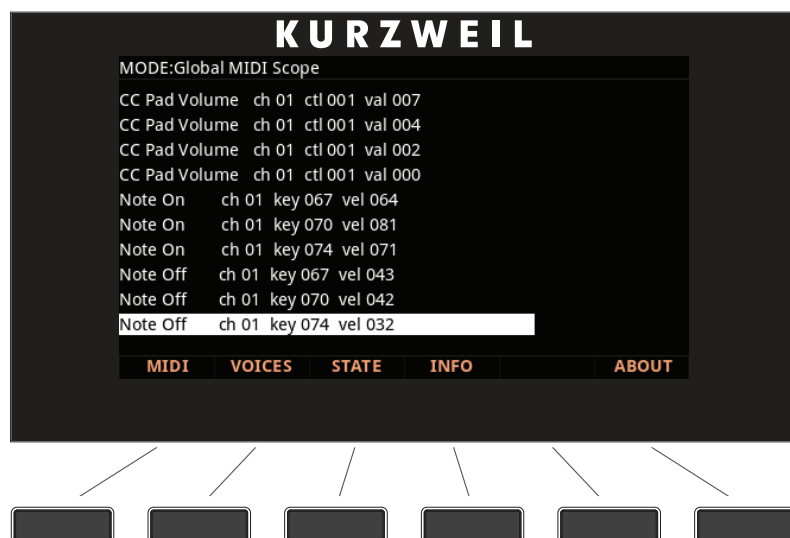 KURZWEIL
MODE:Global MIDI Scope
CC Pad Volume ch 01 ctl 001 val 007
CC Pad Volume ch 01 ctl 001 val 004
CC Pad Volume ch 01 ctl 001 val 002
CC Pad Volume ch 01 ctl 001 val 000
Note On ch 01 key 067 vel 064
Note On ch 01 key 070 vel 081
Note On ch 01 key 074 vel 071
Note Off ch 01 key 067 vel 043
Note Off ch 01 key 070 vel 042
Note Off ch 01 key 074 vel 032
MIDI VOICES STATE INFO ABOUT